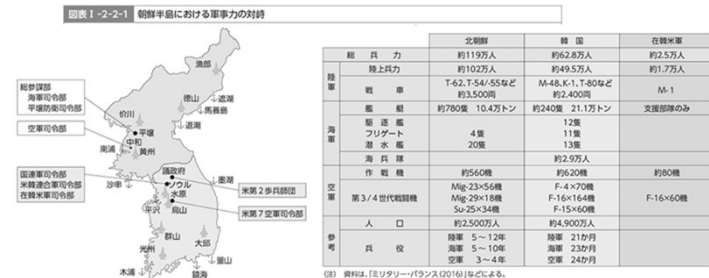 図表Ⅰ-2-2-1 朝鮮半島における軍事力の対峙
漁郎
総参謀部
海軍司令部
平壌防衛司令部
价川
徳山
遮湖
馬養島
退潮
空軍司令部
平壌
中和
南浦
黄州
国連軍司令部
米韓連合軍司令部
在韓米軍司令部
沙串
議政府
ソウル
墨湖
水原
平沢
烏山
米第2歩兵師団
米第7空軍司令部
群山
大邱
光州
木浦
鎮海
釜山
北朝鮮 韓国 在韓米軍
総兵力 約119万人 約62.8万人 約2.5万人
陸軍 陸上兵力 約102万人 約49.5万人 約1.7万人
戦車 T-62、T-54/-55など 約3,500両 M-48、K-1、T-80など 約2,400両 M-1
海軍 艦艇 約780隻 10.4万トン 約240隻 21.1万トン 支援部隊のみ
駆逐艦 12隻
フリゲート 4隻 11隻
潜水艦 20隻 13隻
海兵隊 約2.9万人
空軍 作戦機 約560機 約620機 約80機
第3/4世代戦闘機 Mig-23×56機 F-4×70機
Mig-29×18機 F-16×164機 F-16×60機
Su-25×34機 F-15×60機
参考 人口 約2,500万人 約4,900万人
兵役 陸軍 5~12年 陸軍 21か月
海軍 5~10年 海軍 23か月
空軍 3~4年 空軍 24か月
(注) 資料は、「ミリタリー・バランス(2016)」などによる。